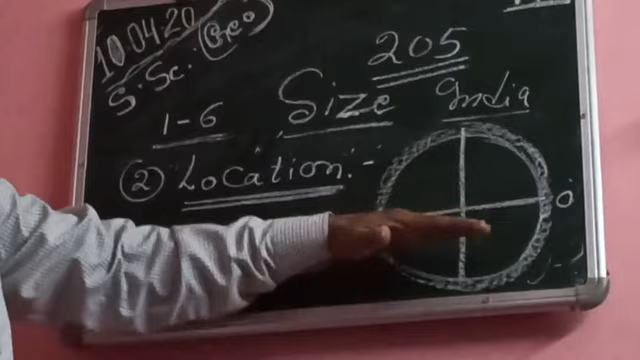 10.04.20
S.Sc. (Geo)
205
1-6 Size India
② Location:-
0°